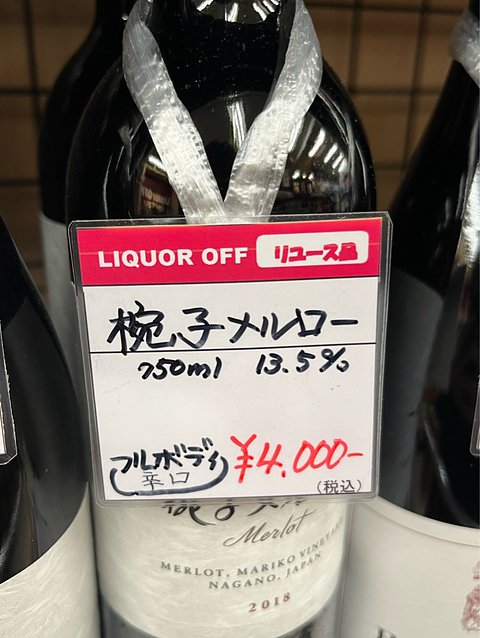 LIQUOR OFF リユース品
椀子メルロー
750ml 13.5%
フルボディ
辛口
¥4.000-
(税込)
Merlot
MERLOT, MARIKO VINEYARD
NAGANO, JAPAN
2018